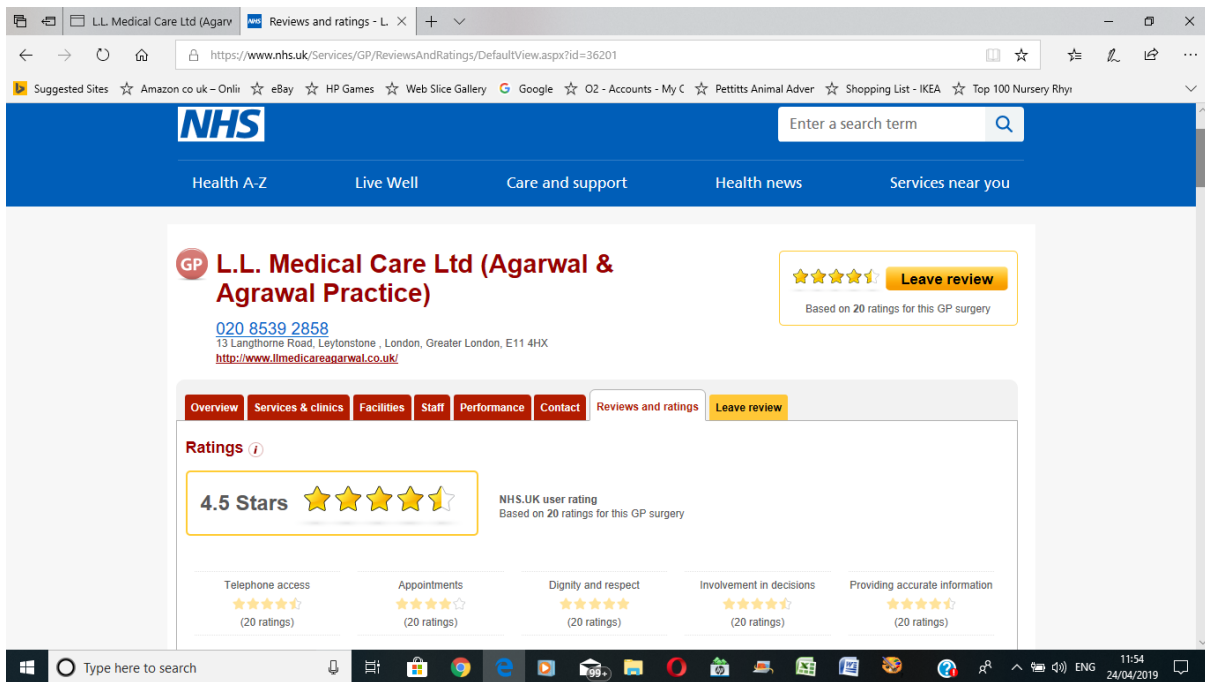 L.L. Medical Care Ltd (Agarw
Reviews and ratings - L.
https://www.nhs.uk/Services/GP/ReviewsAndRatings/DefaultView.aspx?id=36201
Suggested Sites Amazon co uk – Onlin eBay HP Games Web Slice Gallery Google O2 - Accounts - My C Pettitts Animal Adver Shopping List - IKEA Top 100 Nursery Rhyı
NHS
Enter a search term
Health A-Z Live Well Care and support Health news Services near you
GP L.L. Medical Care Ltd (Agarwal &
Agrawal Practice)
Leave review
Based on 20 ratings for this GP surgery
020 8539 2858
13 Langthorne Road, Leytonstone , London, Greater London, E11 4HX
http://www.llmedicareagarwal.co.uk/
Overview Services & clinics Facilities Staff Performance Contact Reviews and ratings Leave review
Ratings i
4.5 Stars
NHS.UK user rating
Based on 20 ratings for this GP surgery
Telephone access Appointments Dignity and respect Involvement in decisions Providing accurate information
(20 ratings) (20 ratings) (20 ratings) (20 ratings) (20 ratings)
Type here to search
99+
ENG
11:54
24/04/2019